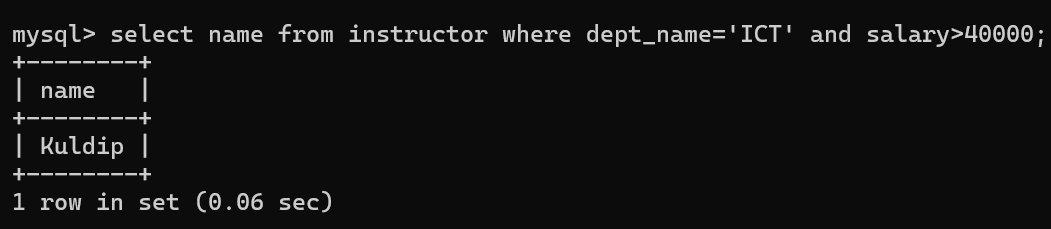 mysql> select name from instructor where dept_name='ICT' and salary>40000;
+--------+
| name   |
+--------+
| Kuldip |
+--------+
1 row in set (0.06 sec)